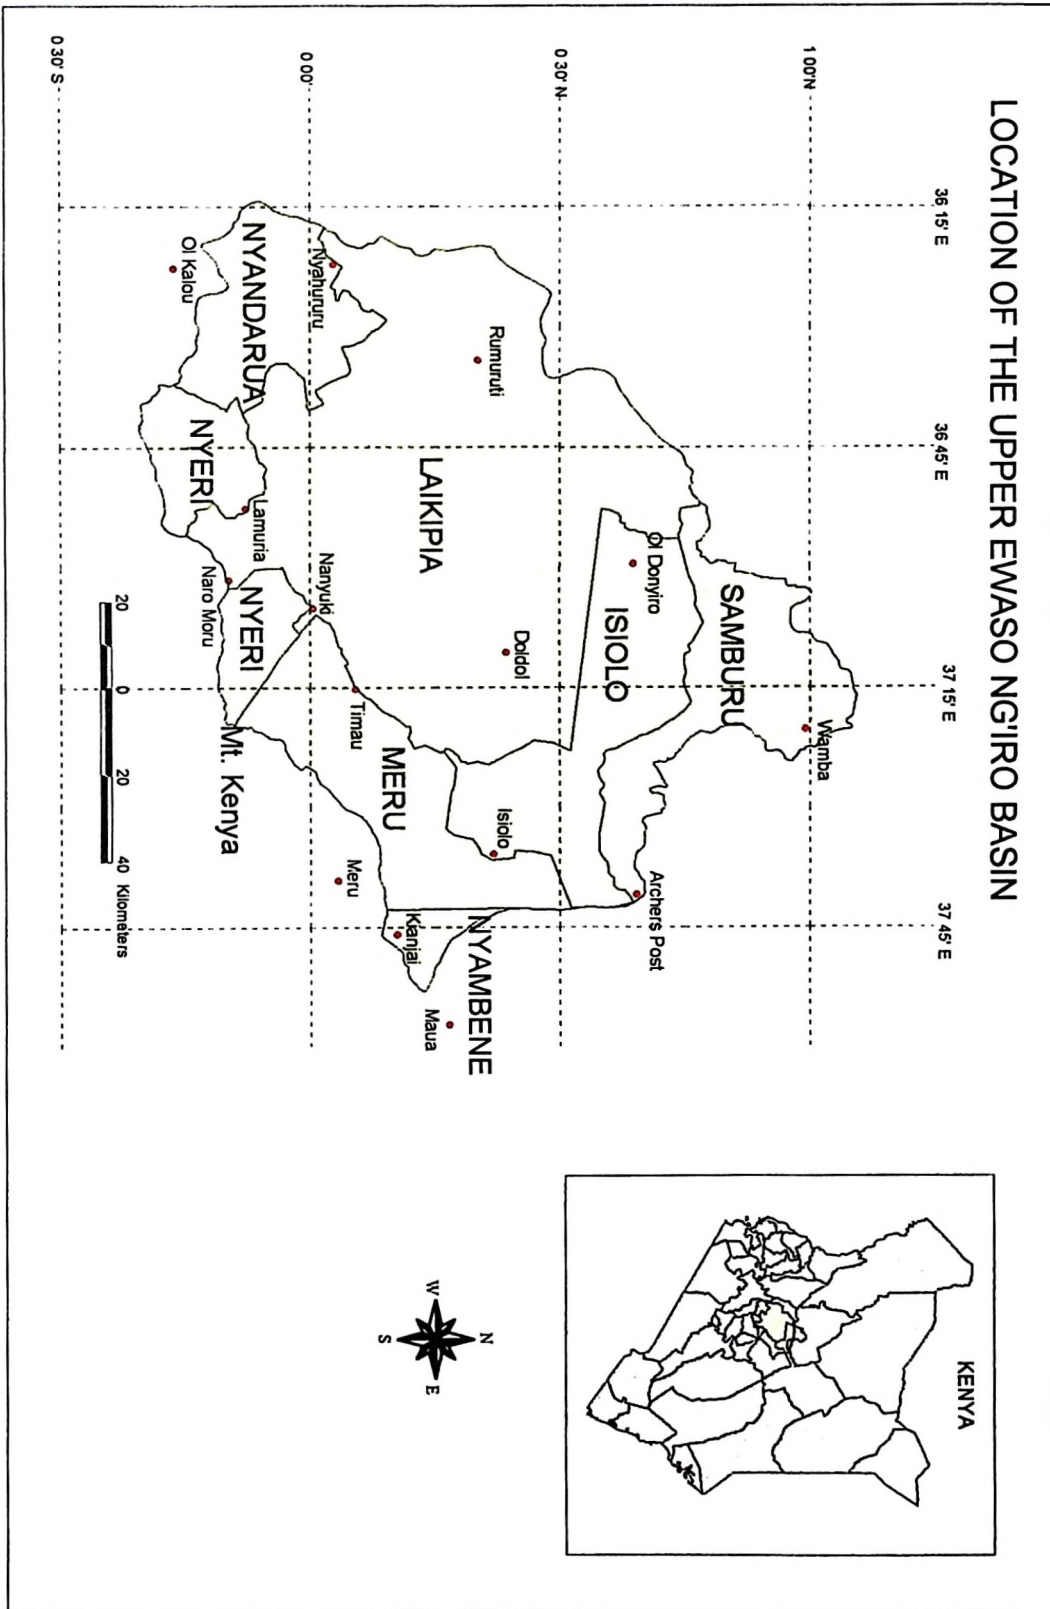 LOCATION OF THE UPPER EWASO NG'IRO BASIN
36 15' E
36 45' E
37 15' E
37 45' E
1 00'N
0 30' N
0 00'
0 30' S
Wamba
SAMBURU
Ol Donyiro
ISIOLO
Archers Post
Doldol
Rumuruti
Isiolo
LAIKIPIA
NYAMBENE
Maua
Kianjai
MERU
Timau
Meru
Nyahururu
Nanyuki
NYANDARUA
Lamuria
NYERI
Mt. Kenya
NYERI
Naro Moru
Ol Kalou
20 0 20 40 Kilometers
KENYA
N
W E
S